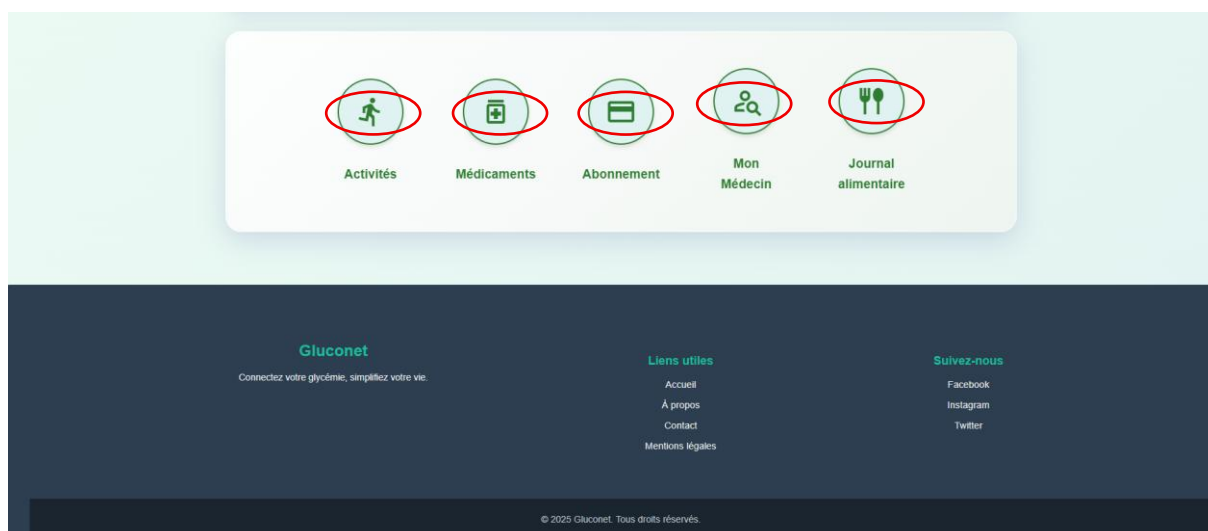 Activités
Médicaments
Abonnement
Mon
Médecin
Journal
alimentaire
Gluconet
Connectez votre glycémie, simplifiez votre vie.
Liens utiles
Accueil
À propos
Contact
Mentions légales
Suivez-nous
Facebook
Instagram
Twitter
© 2025 Gluconet. Tous droits réservés.